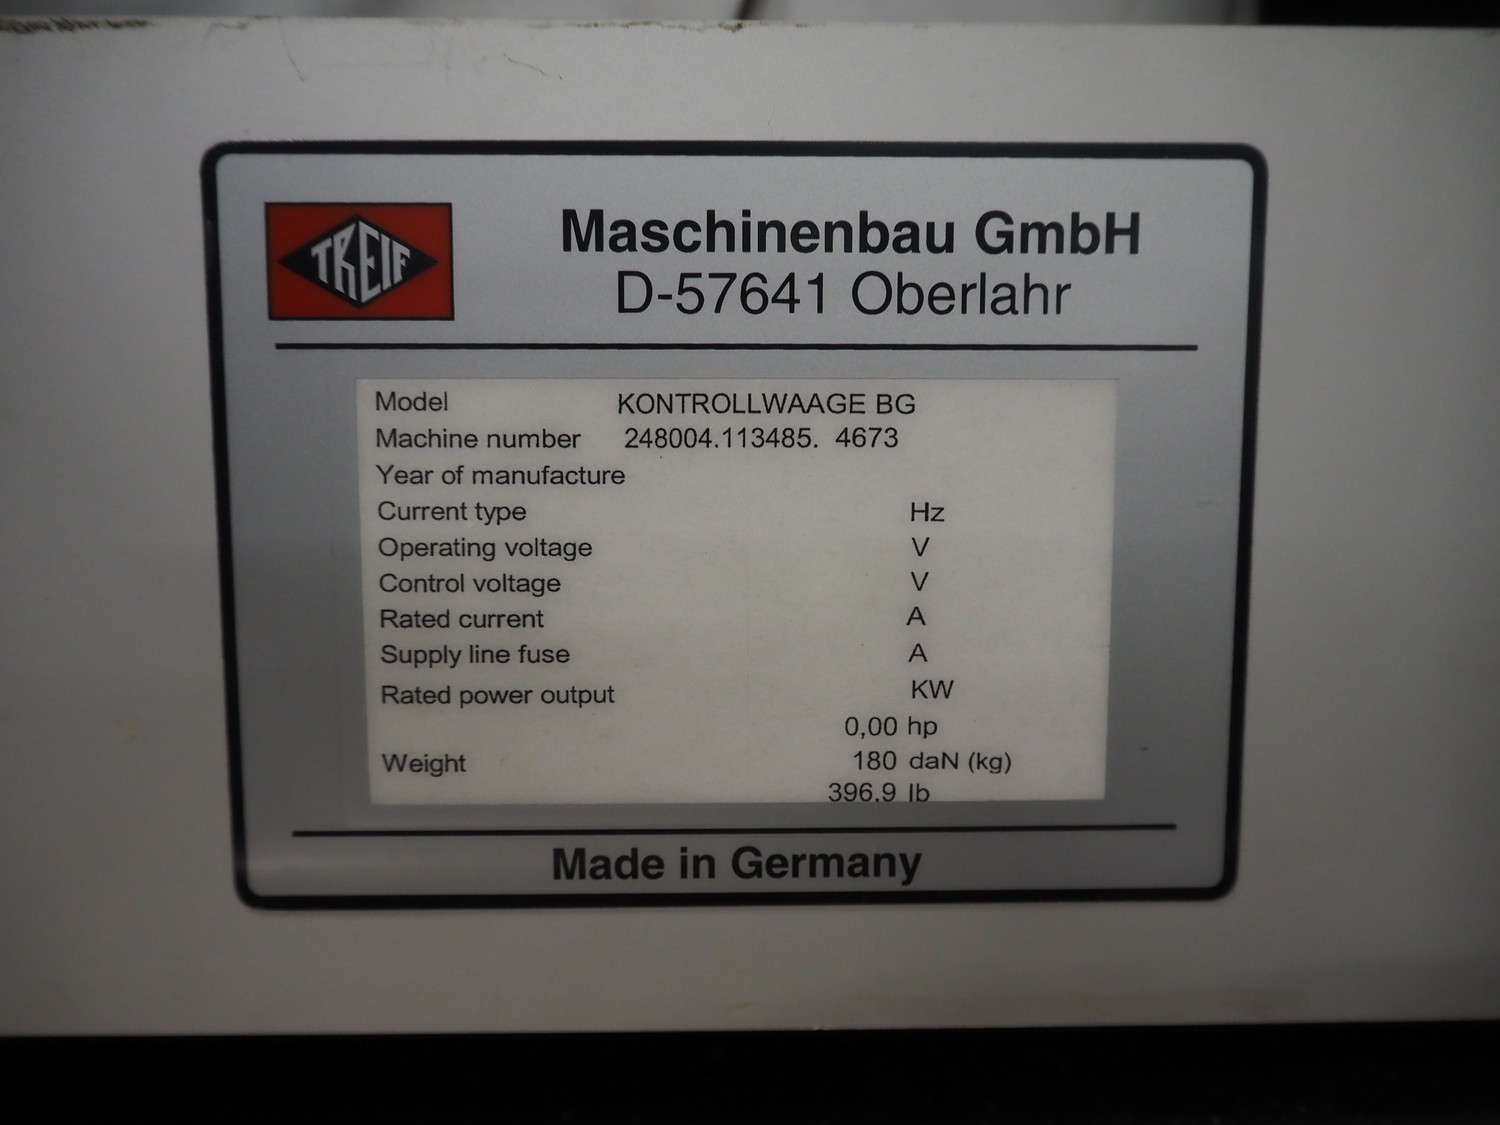 TREIF
Maschinenbau GmbH
D-57641 Oberlahr
Model KONTROLLWAAGE BG
Machine number 248004.113485. 4673
Year of manufacture
Current type Hz
Operating voltage V
Control voltage V
Rated current A
Supply line fuse A
Rated power output KW
0,00 hp
Weight 180 daN (kg)
396.9 lb
Made in Germany